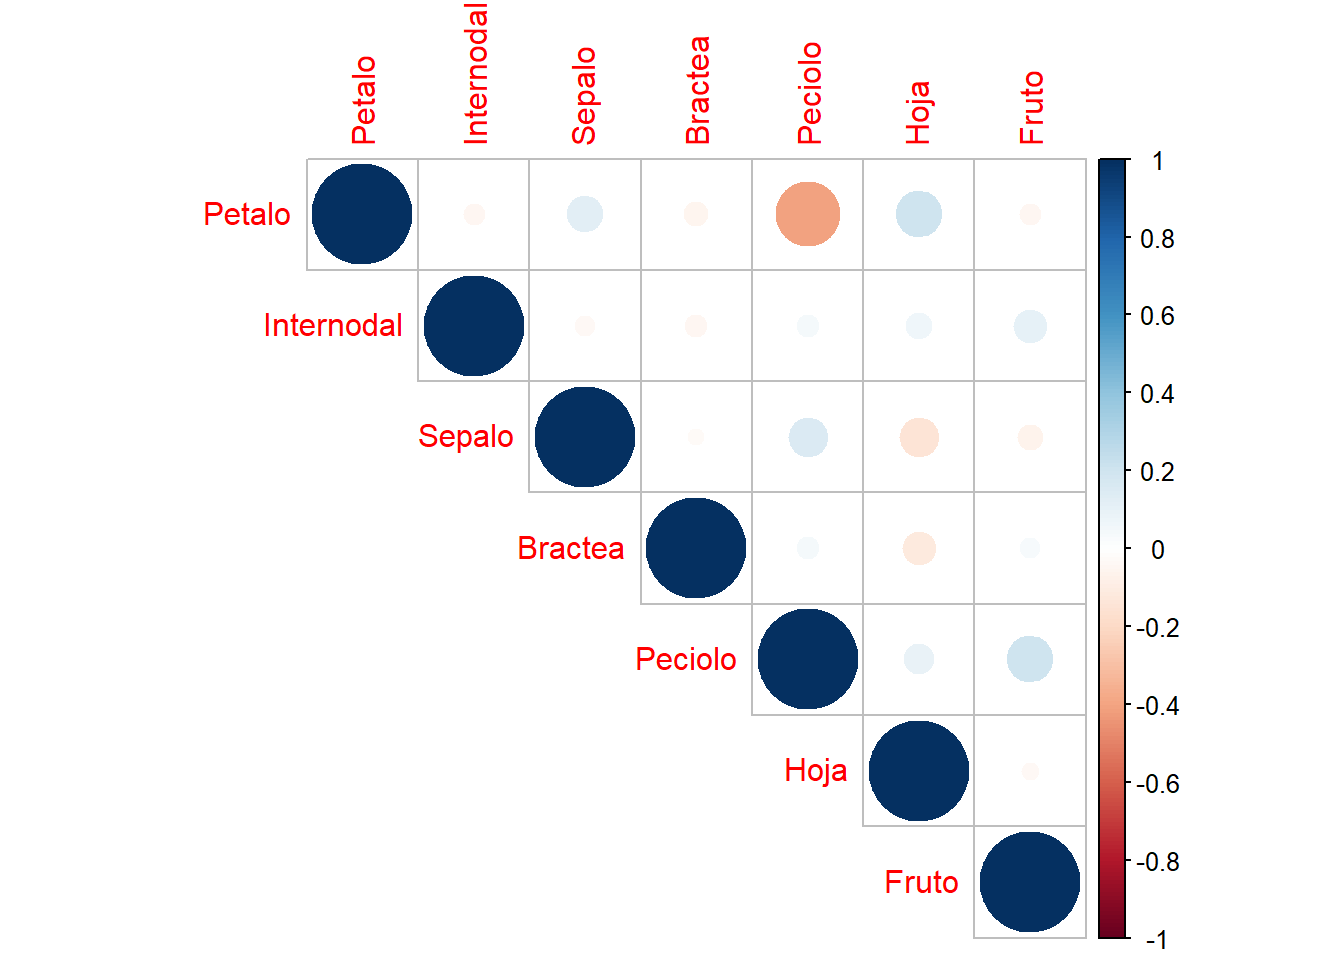 Petalo
Internodal
Sepalo
Bractea
Peciolo
Hoja
Fruto
Petalo
Internodal
Sepalo
Bractea
Peciolo
Hoja
Fruto
1
0.8
0.6
0.4
0.2
0
-0.2
-0.4
-0.6
-0.8
-1